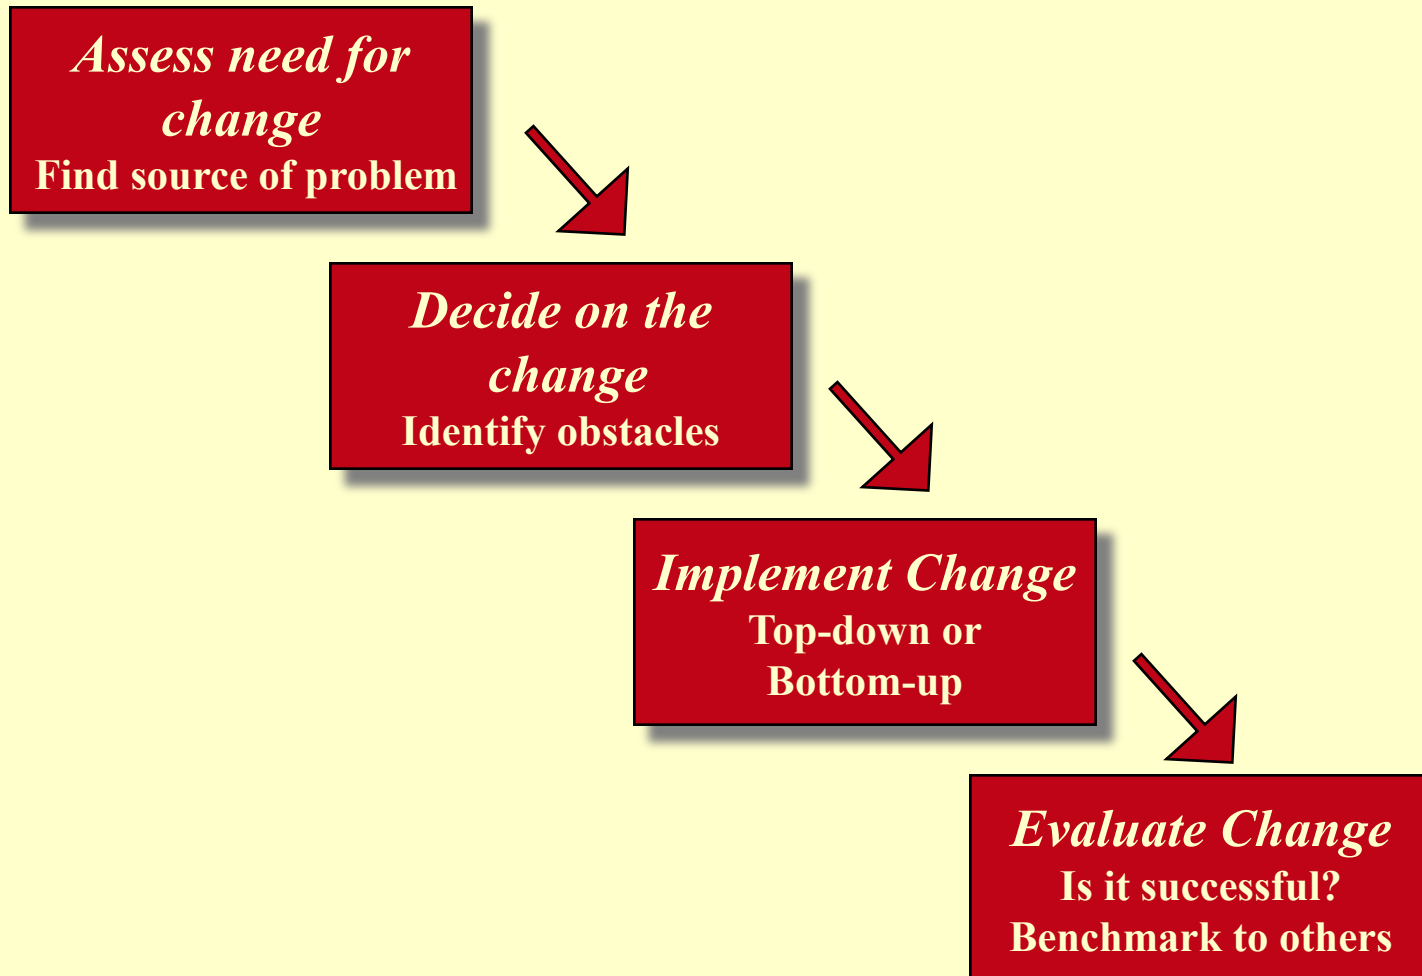 Assess need for
change
Find source of problem
Decide on the
change
Identify obstacles
Implement Change
Top-down or
Bottom-up
Evaluate Change
Is it successful?
Benchmark to others